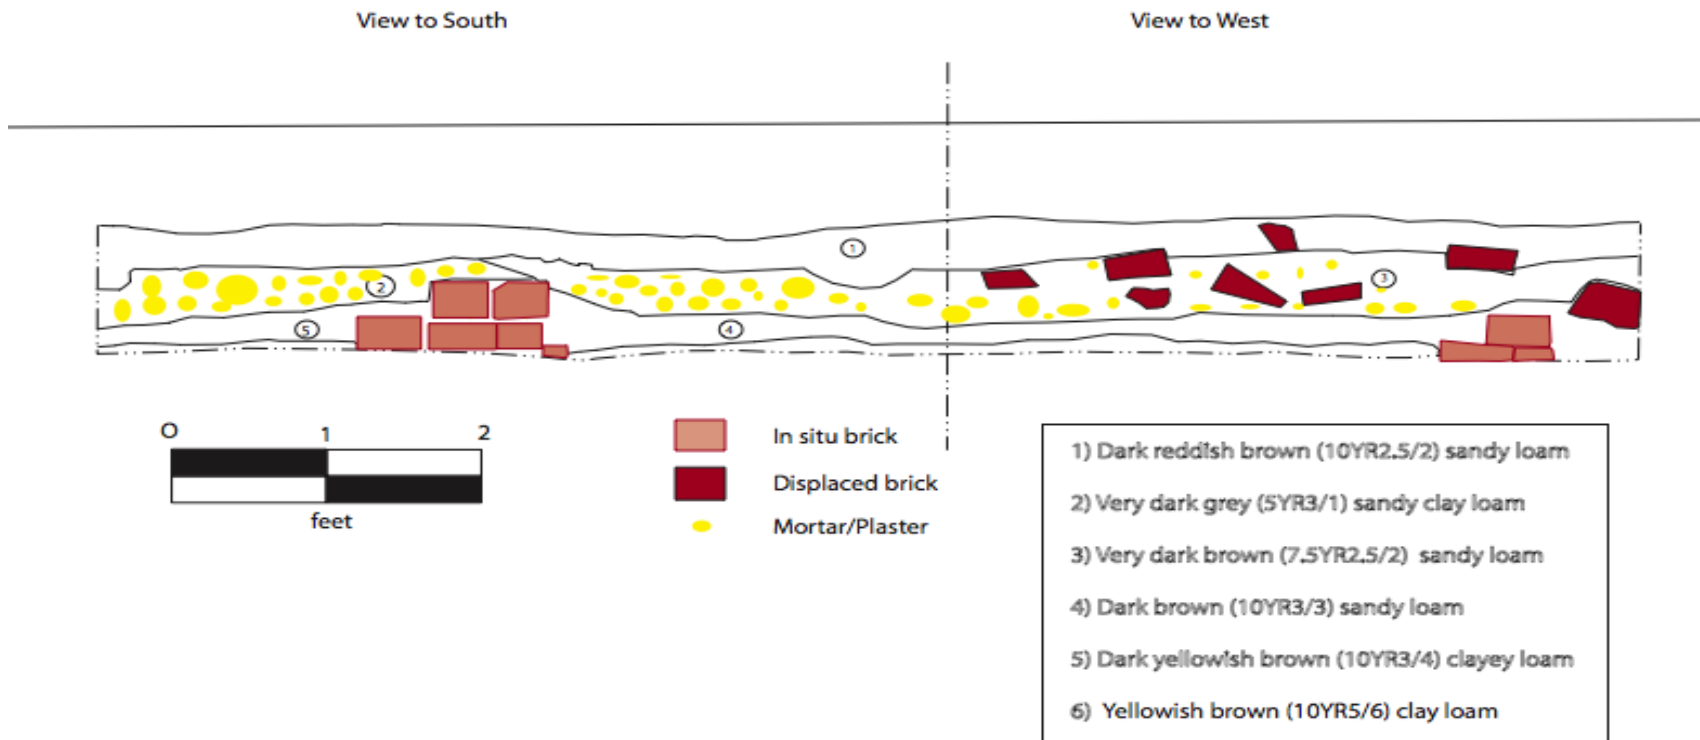 View to South
View to West
1
2
3
5
4
0 1 2
feet
In situ brick
Displaced brick
Mortar/Plaster
1) Dark reddish brown (10YR2.5/2) sandy loam
2) Very dark grey (5YR3/1) sandy clay loam
3) Very dark brown (7.5YR2.5/2) sandy loam
4) Dark brown (10YR3/3) sandy loam
5) Dark yellowish brown (10YR3/4) clayey loam
6) Yellowish brown (10YR5/6) clay loam